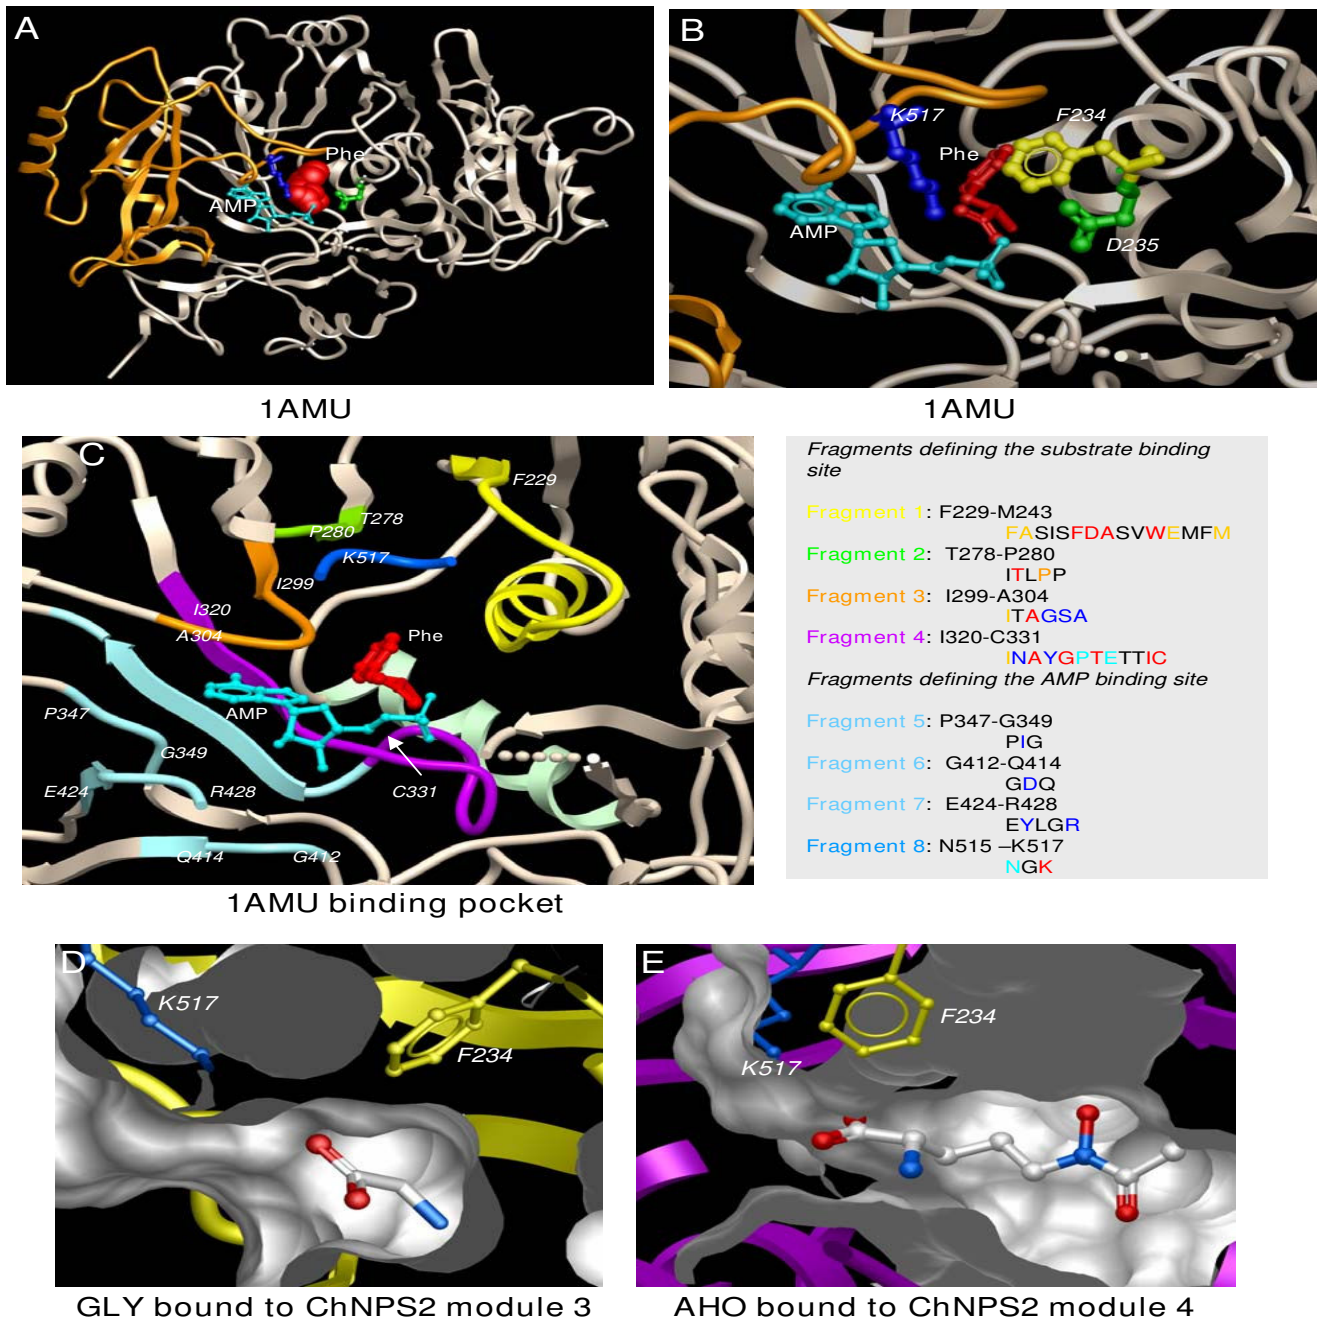 A
Phe
AMP
1AMU
B
K517
F234
Phe
AMP
D235
1AMU
C
F229
T278
P280
K517
I299
I320
A304
Phe
AMP
P347
G349
E424
R428
C331
Q414
G412
1AMU binding pocket
Fragments defining the substrate binding
site
Fragment 1: F229-M243
FASISFDASVWEMFM
Fragment 2: T278-P280
ITLPP
Fragment 3: I299-A304
ITAGSA
Fragment 4: I320-C331
INAYGPTETTIC
Fragments defining the AMP binding site
Fragment 5: P347-G349
PIG
Fragment 6: G412-Q414
GDQ
Fragment 7: E424-R428
EYLGR
Fragment 8: N515 –K517
NGK
D
K517
F234
GLY bound to ChNPS2 module 3
E
F234
K517
AHO bound to ChNPS2 module 4